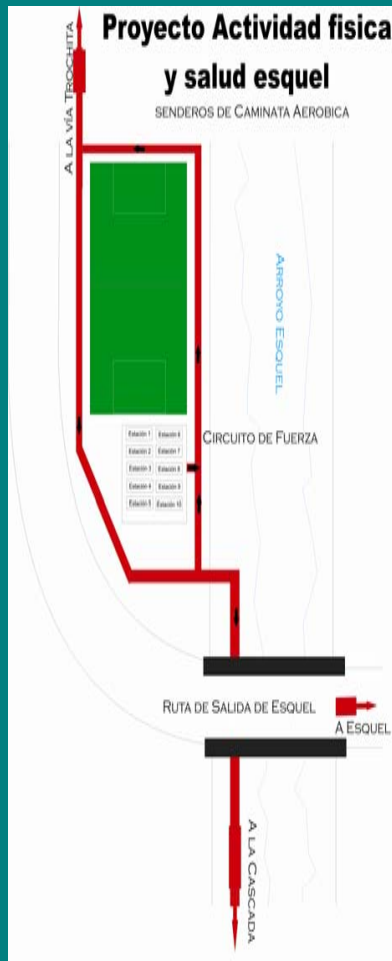 Proyecto Actividad fisica
y salud esquel
SENDEROS DE CAMINATA AEROBICA
A LA VÍA TROCHITA
ARROYO ESQUEL
CIRCUITO DE FUERZA
Estación 1 Estación 6
Estación 2 Estación 7
Estación 3 Estación 8
Estación 4 Estación 9
Estación 5 Estación 10
RUTA DE SALIDA DE ESQUEL
A ESQUEL
A LA CASCADA